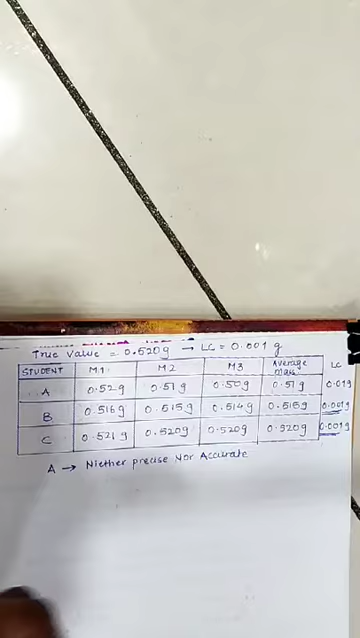 True Value = 0.520g → LC = 0.001 g
STUDENT M1 M2 M3 Average Mass LC
A 0.52g 0.51g 0.50g 0.51g 0.01g
B 0.516g 0.515g 0.514g 0.515g 0.001g
C 0.521g 0.520g 0.520g 0.520g 0.001g
A → Niether precise Nor Accurate